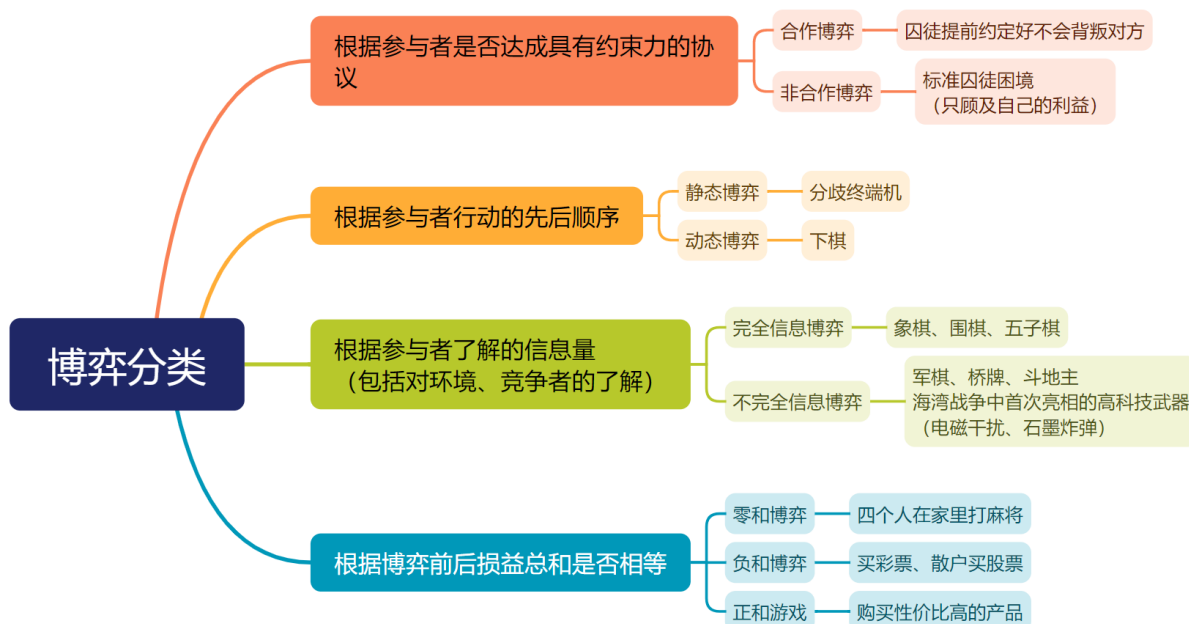 博弈分类
根据参与者是否达成具有约束力的协
议
合作博弈
囚徒提前约定好不会背叛对方
非合作博弈
标准囚徒困境
（只顾及自己的利益）
根据参与者行动的先后顺序
静态博弈
分歧终端机
动态博弈
下棋
根据参与者了解的信息量
（包括对环境、竞争者的了解）
完全信息博弈
象棋、围棋、五子棋
不完全信息博弈
军棋、桥牌、斗地主
海湾战争中首次亮相的高科技武器
（电磁干扰、石墨炸弹）
根据博弈前后损益总和是否相等
零和博弈
四个人在家里打麻将
负和博弈
买彩票、散户买股票
正和游戏
购买性价比高的产品